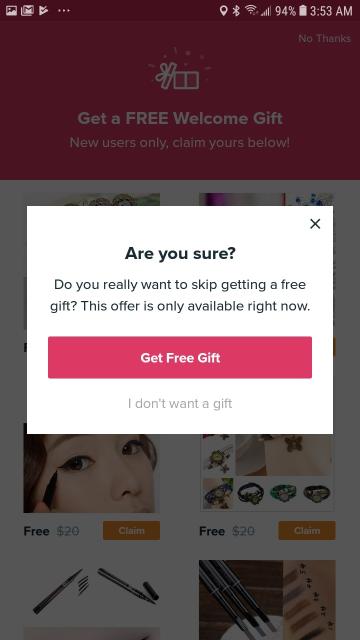 94% 3:53 AM
No Thanks
Get a FREE Welcome Gift
New users only, claim yours below!
Are you sure?
Do you really want to skip getting a free
gift? This offer is only available right now.
Get Free Gift
I don't want a gift
Free $20 Claim
Free $20 Claim